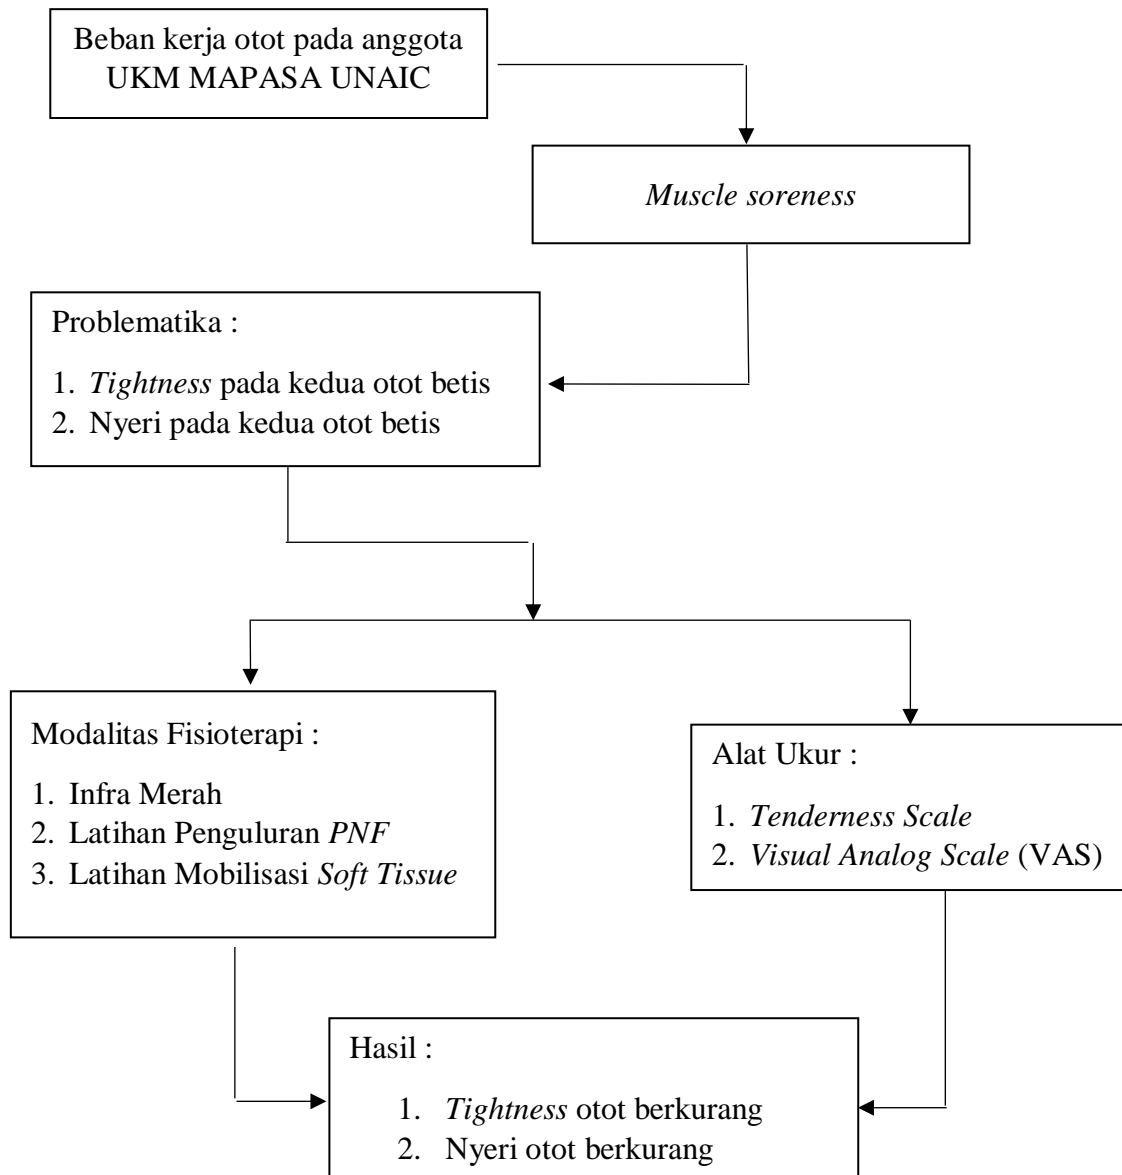 Beban kerja otot pada anggota
UKM MAPASA UNAIC
Muscle soreness
Problematika :
1. Tightness pada kedua otot betis
2. Nyeri pada kedua otot betis
Modalitas Fisioterapi :
1. Infra Merah
2. Latihan Penguluran PNF
3. Latihan Mobilisasi Soft Tissue
Alat Ukur :
1. Tenderness Scale
2. Visual Analog Scale (VAS)
Hasil :
1. Tightness otot berkurang
2. Nyeri otot berkurang